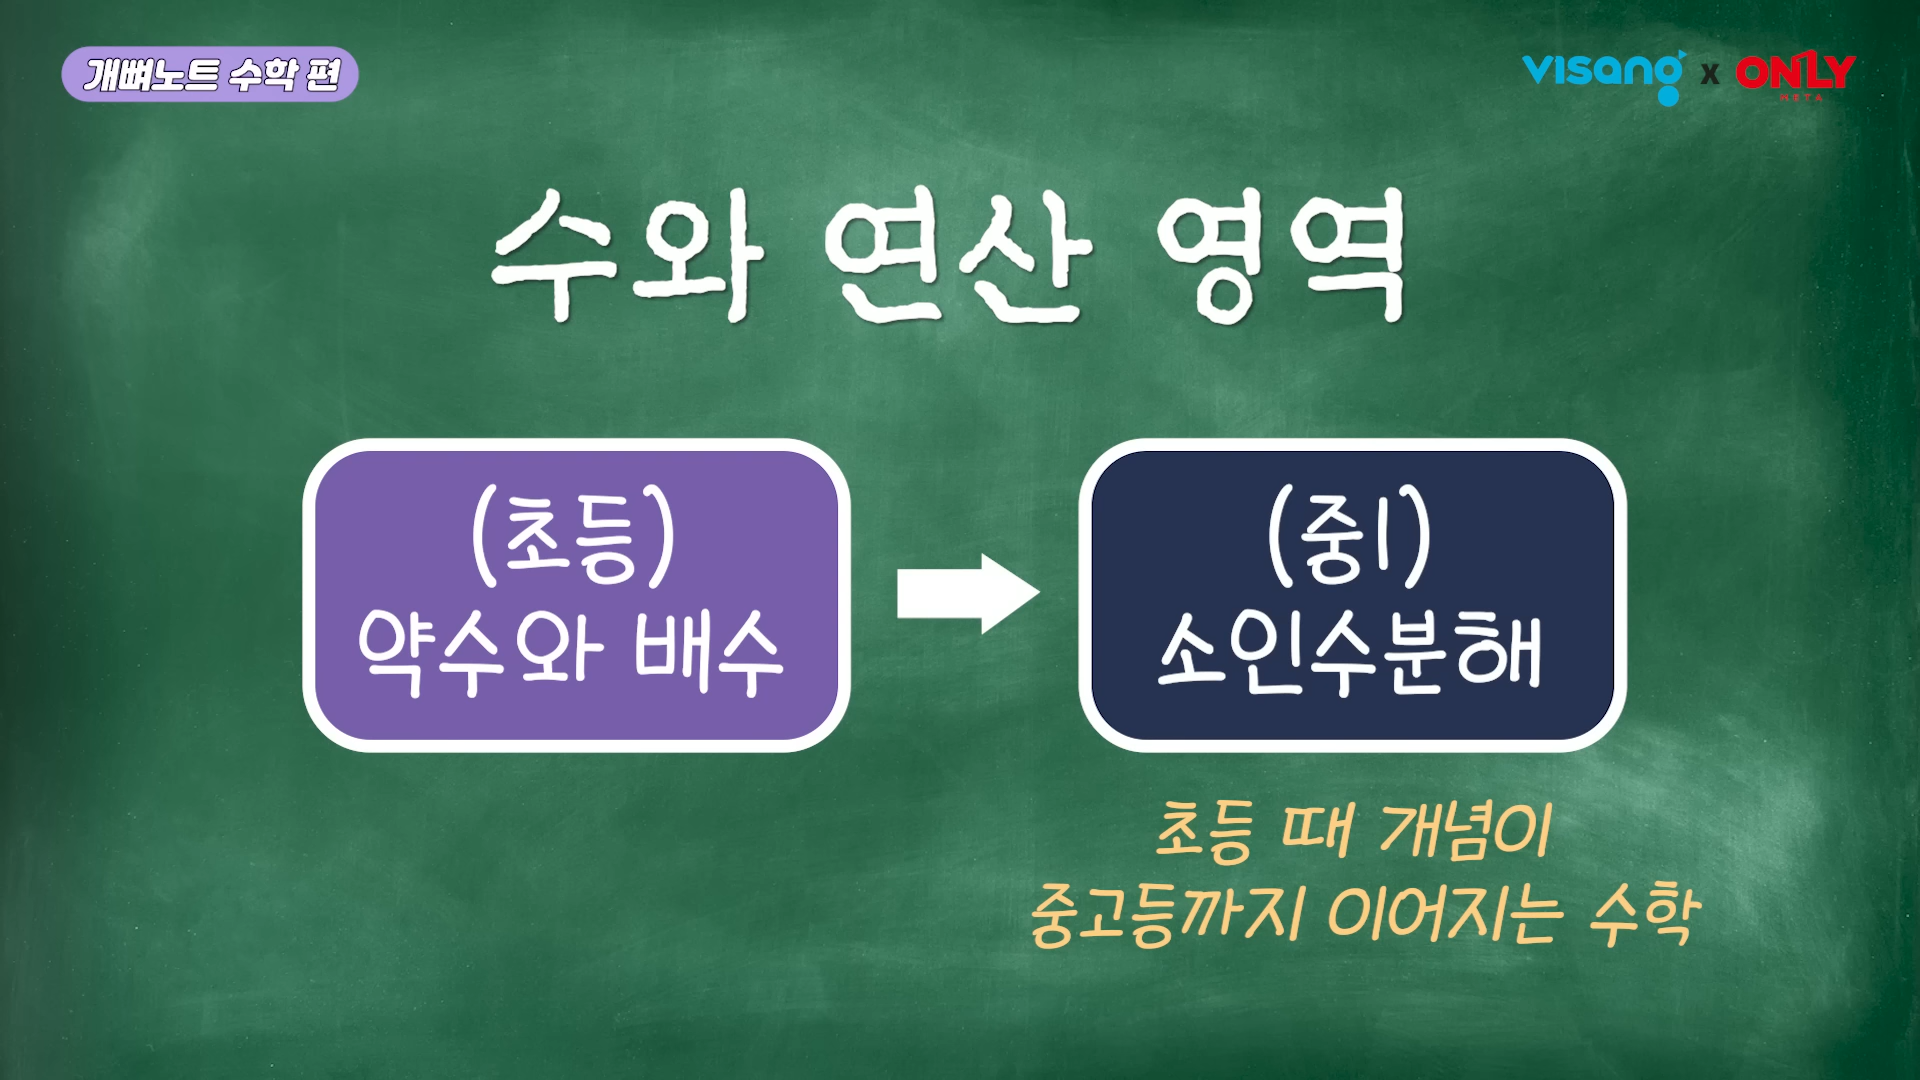 개뼈노트 수학 편
visang x ONLY
META
수와 연산 영역
(초등)
약수와 배수
(중1)
소인수분해
초등 때 개념이
중고등까지 이어지는 수학